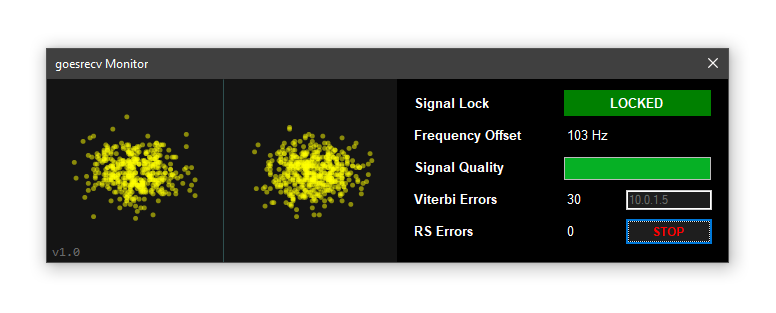 goesrecv Monitor
Signal Lock LOCKED
Frequency Offset 103 Hz
Signal Quality
Viterbi Errors 30 10.0.1.5
RS Errors 0 STOP
v1.0